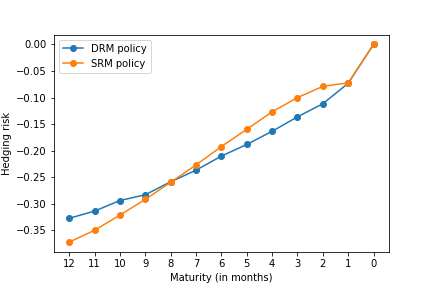 0.00
−0.05
−0.10
−0.15
−0.20
−0.25
−0.30
−0.35
Hedging risk
DRM policy
SRM policy
12 11 10 9 8 7 6 5 4 3 2 1 0
Maturity (in months)